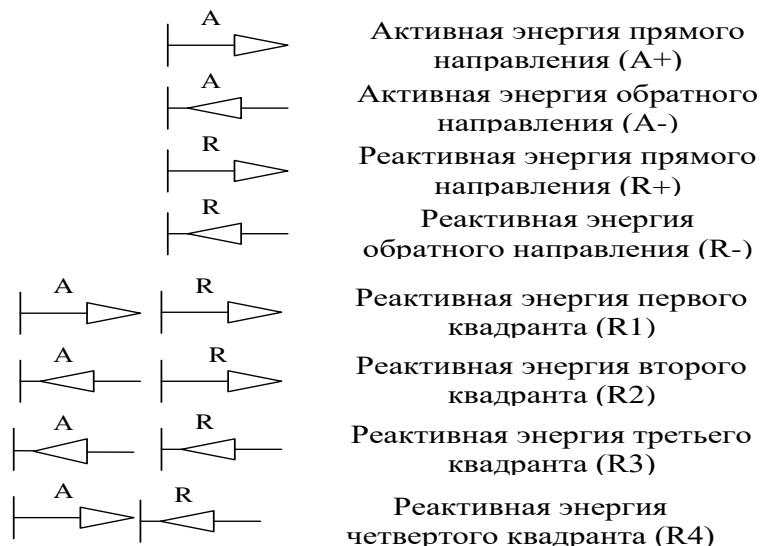 A
Активная энергия прямого
направления (A+)
A
Активная энергия обратного
направления (A-)
R
Реактивная энергия прямого
направления (R+)
R
Реактивная энергия
обратного направления (R-)
A R
Реактивная энергия первого
квадранта (R1)
A R
Реактивная энергия второго
квадранта (R2)
A R
Реактивная энергия третьего
квадранта (R3)
A R
Реактивная энергия
четвертого квадранта (R4)